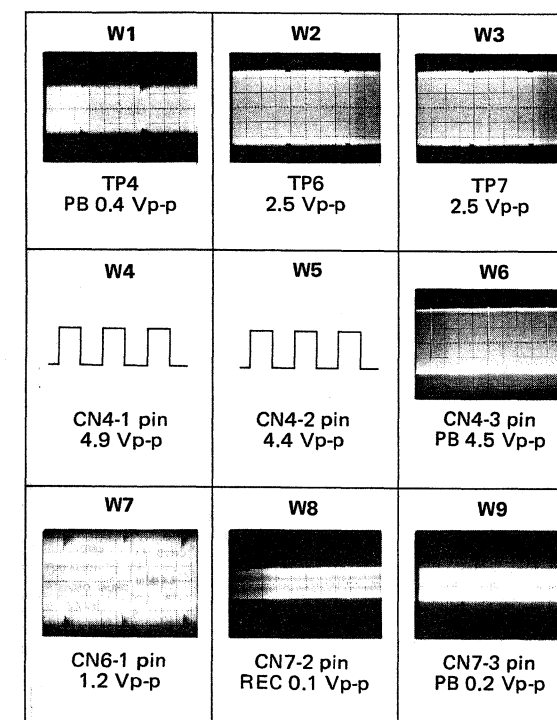 W1
TP4
PB 0.4 Vp-p
W2
TP6
2.5 Vp-p
W3
TP7
2.5 Vp-p
W4
CN4-1 pin
4.9 Vp-p
W5
CN4-2 pin
4.4 Vp-p
W6
CN4-3 pin
PB 4.5 Vp-p
W7
CN6-1 pin
1.2 Vp-p
W8
CN7-2 pin
REC 0.1 Vp-p
W9
CN7-3 pin
PB 0.2 Vp-p